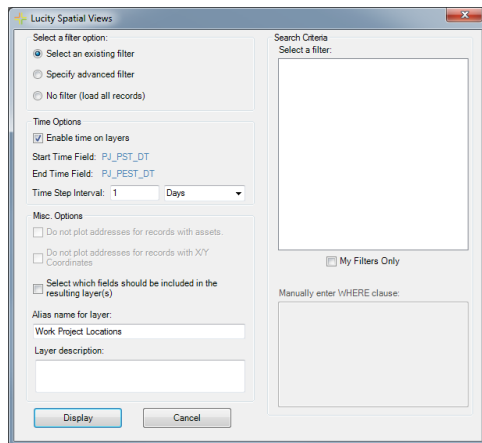 Lucity Spatial Views
Select a filter option:
Select an existing filter
Specify advanced filter
No filter (load all records)
Time Options
Enable time on layers
Start Time Field: PJ_PST_DT
End Time Field: PJ_PEST_DT
Time Step Interval: 1 Days
Misc. Options
Do not plot addresses for records with assets.
Do not plot addresses for records with X/Y
Coordinates
Select which fields should be included in the
resulting layer(s)
Alias name for layer:
Work Project Locations
Layer description:
Display
Cancel
Search Criteria
Select a filter:
My Filters Only
Manually enter WHERE clause: